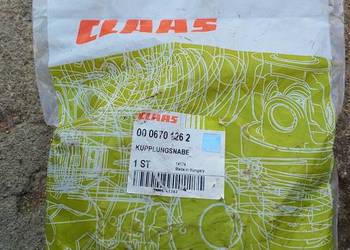 CLAAS
CLAAS
00 0670 126 2
KUPPLUNGSNABE
1 ST
Made in Hungary